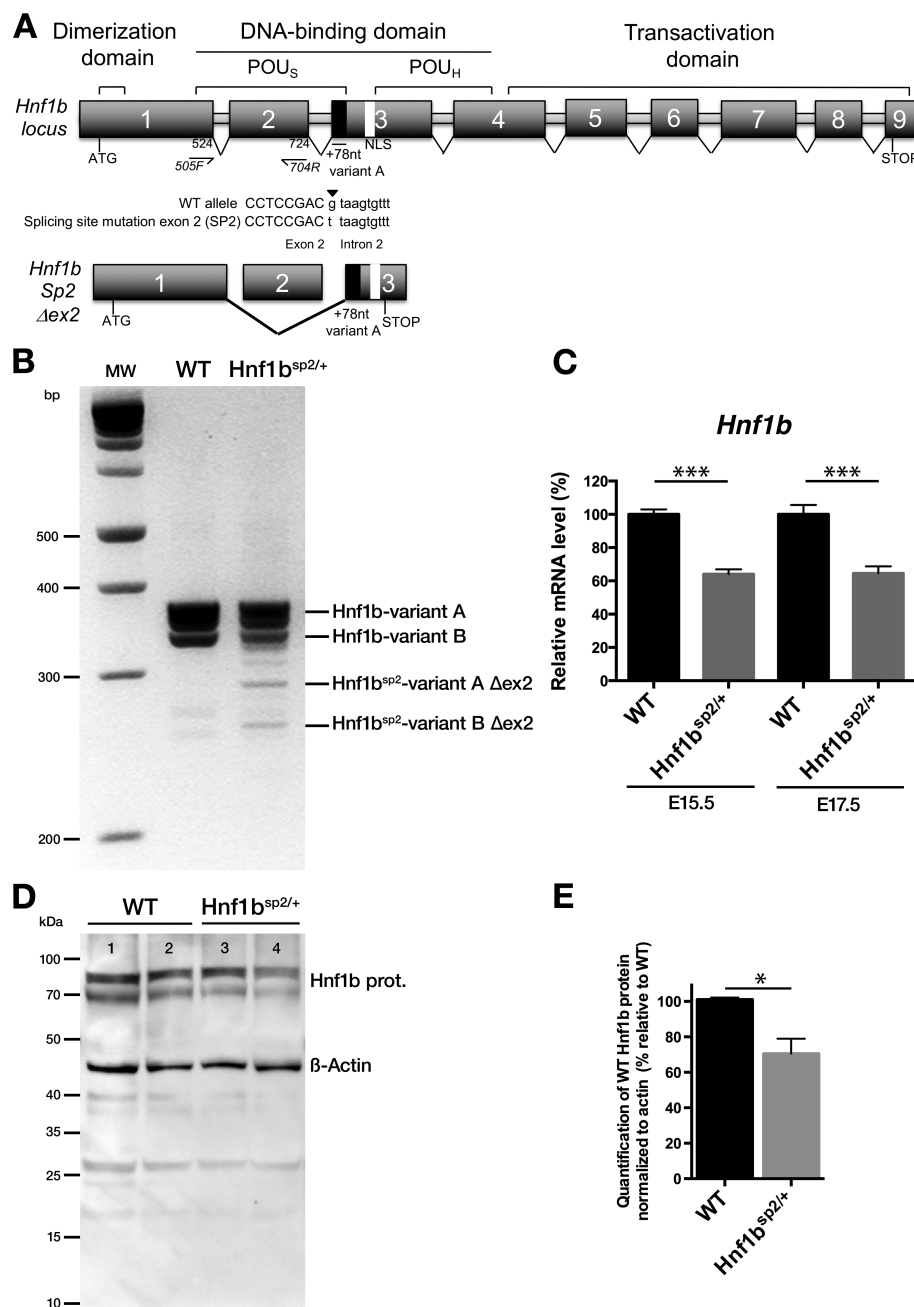 A
Dimerization
domain
DNA-binding domain
Transactivation
domain
POUS
POUH
Hnf1b
locus
1
2
3
4
5
6
7
8
9
524
724
+78nt
NLS
ATG
505F
704R
variant A
STOP
WT allele CCTCCGAC g taagtgttt
Splicing site mutation exon 2 (SP2) CCTCCGAC t taagtgttt
Exon 2 Intron 2
Hnf1b
Sp2
Δex2
1
2
3
ATG
+78nt
variant A
STOP
B
MW
WT
Hnf1bsp2/+
bp
500
400
300
200
Hnf1b-variant A
Hnf1b-variant B
Hnf1bsp2-variant A Δex2
Hnf1bsp2-variant B Δex2
C
Hnf1b
Relative mRNA level (%)
120
100
80
60
40
20
0
***
***
WT
Hnf1bsp2/+
WT
Hnf1bsp2/+
E15.5
E17.5
D
WT
Hnf1bsp2/+
kDa
1
2
3
4
100
70
50
40
35
25
15
10
Hnf1b prot.
ß-Actin
E
Quantification of WT Hnf1b protein
normalized to actin (% relative to WT)
100
80
60
40
20
0
*
WT
Hnf1bsp2/+